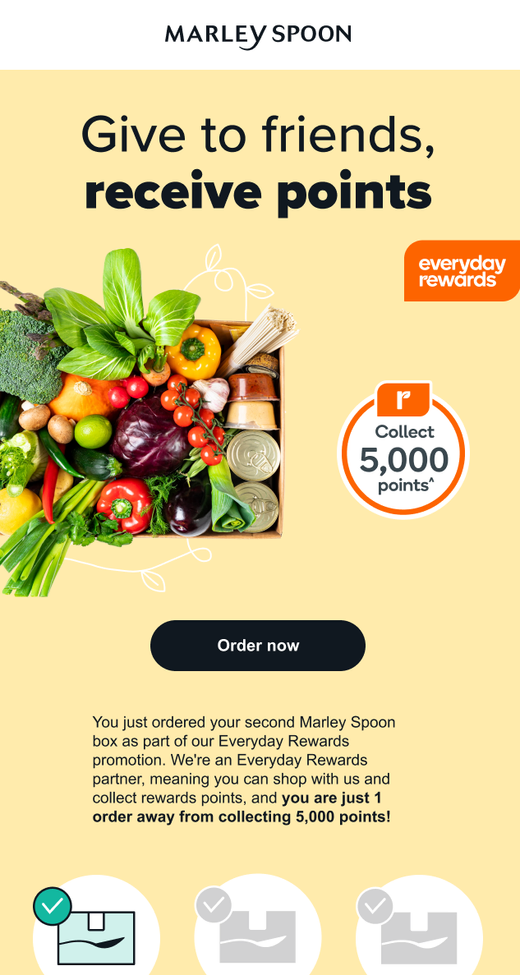 MARLEY SPOON
Give to friends,
receive points
everyday
rewards
r
Collect
5,000
points^
Order now
You just ordered your second Marley Spoon
box as part of our Everyday Rewards
promotion. We're an Everyday Rewards
partner, meaning you can shop with us and
collect rewards points, and you are just 1
order away from collecting 5,000 points!